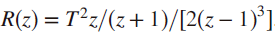 R(z) = T²z/(z + 1)/[2(z − 1)³]